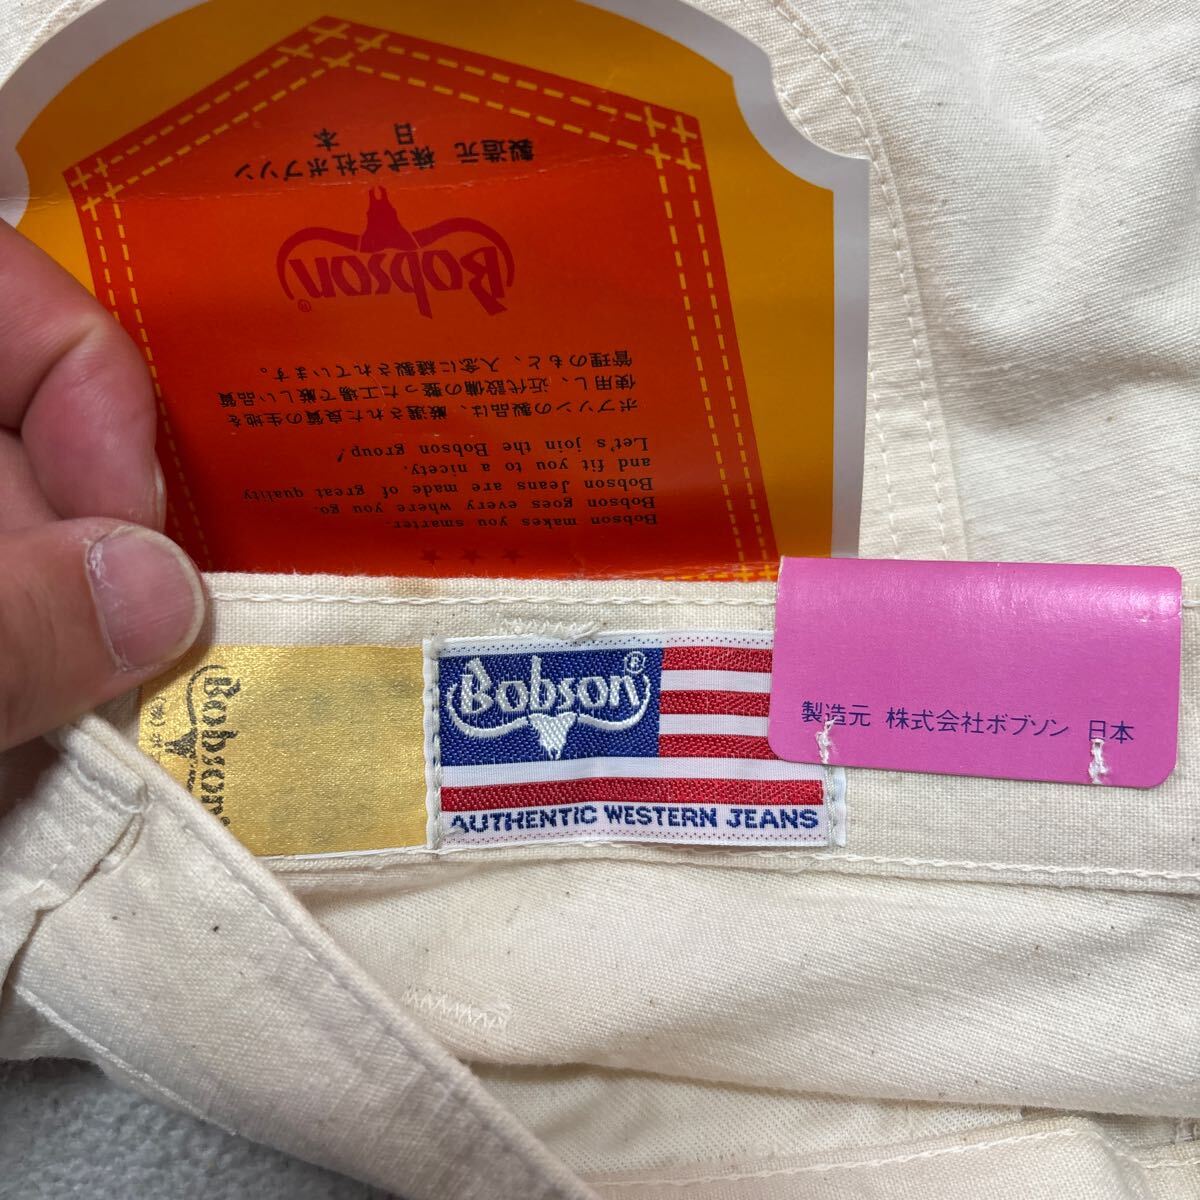 ★★★★
Bobson makes you smarter.
Bobson goes every where you go.
Bobson Jeans are made of great quality
and fit you to a nicety.
Let's join the Bobson group!
ボブソンの製品は、厳選された良質の生地を
使用し、近代設備の整った工場で厳しい品質
管理のもと、入念に縫製されています。
Bobson®
製造元 株式会社ボブソン
日本
Bobson
Bobson®
AUTHENTIC WESTERN JEANS
製造元 株式会社ボブソン 日本